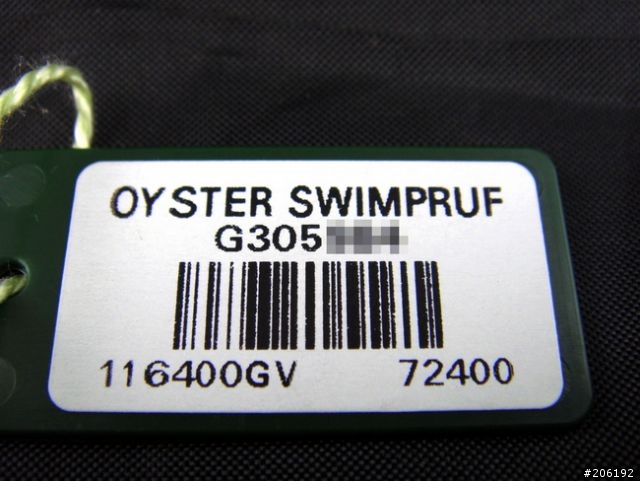 OYSTER SWIMPRUF
G305
116400GV 72400
#206192